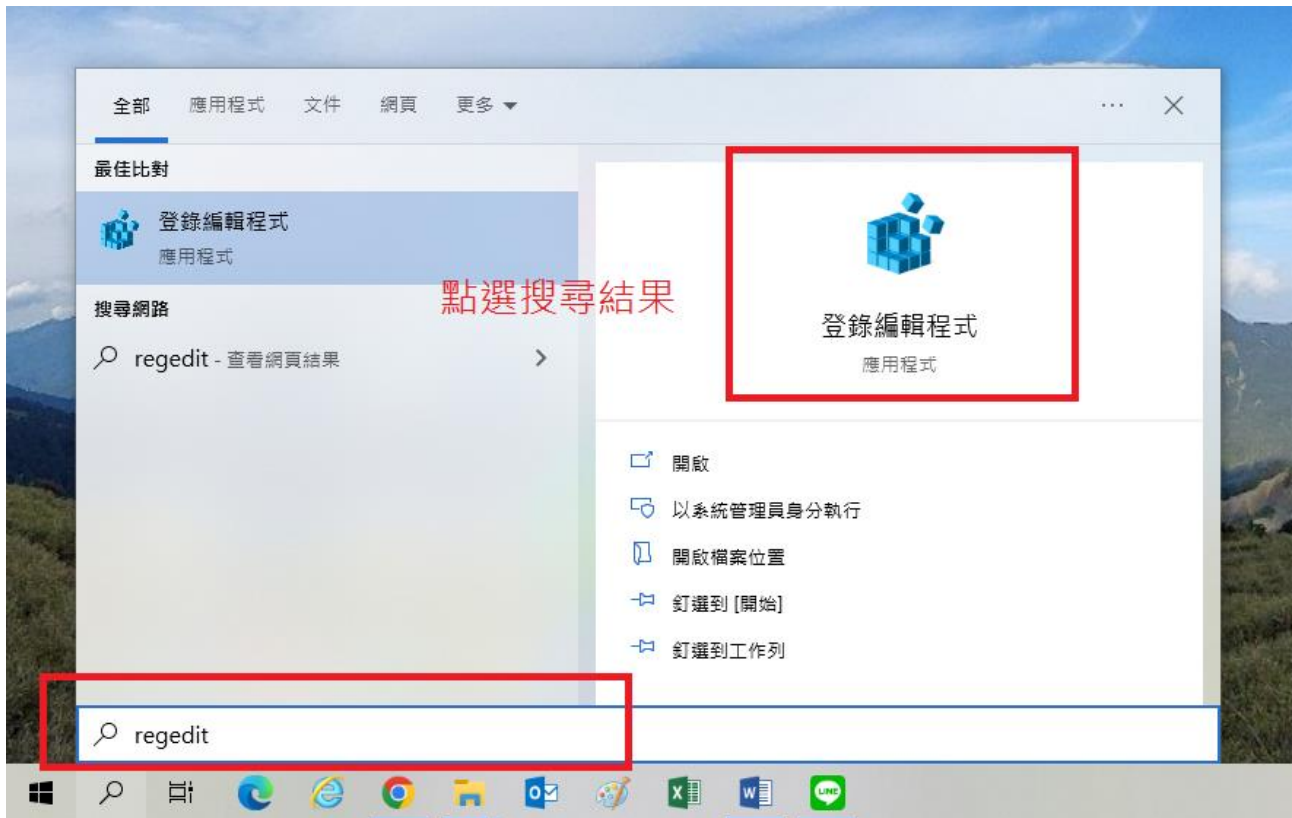 全部 應用程式 文件 網頁 更多
最佳比對
登錄編輯程式
應用程式
點選搜尋結果
搜尋網路
regedit - 查看網頁結果
登錄編輯程式
應用程式
開啟
以系統管理員身分執行
開啟檔案位置
釘選到 [開始]
釘選到工作列
regedit
LINE